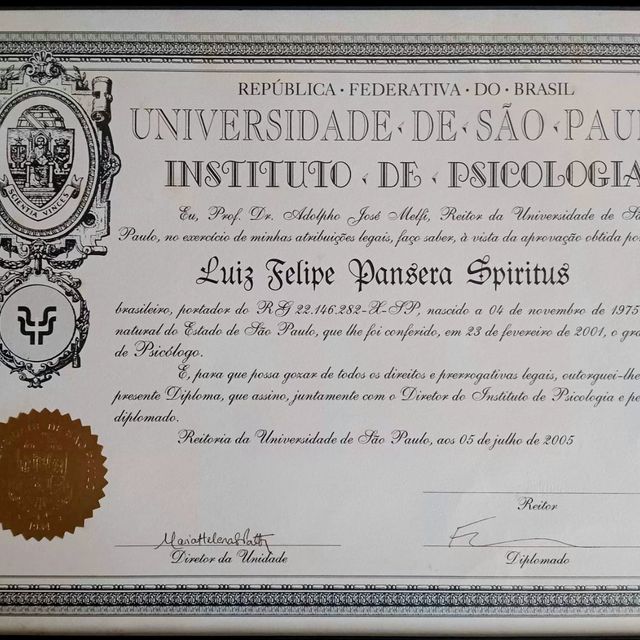 REPÚBLICA · FEDERATIVA · DO · BRASIL
UNIVERSIDADE · DE · SÃO · PAU
INSTITUTO · DE · PSICOLOGIA
SCIENTIA VINCES
Eu, Prof. Dr. Adolpho José Melfi, Reitor da Universidade de Sã
Paulo, no exercício de minhas atribuições legais, faço saber, à vista da aprovação obtida po
Luiz Felipe Pansera Spiritus
brasileiro, portador do RG 22.146.282-X-SP, nascido a 04 de novembro de 1975
natural do Estado de São Paulo, que lhe foi conferido, em 23 de fevereiro de 2001, o gra
de Psicólogo.
E, para que possa gozar de todos os direitos e prerrogativas legais, outorguei-lhe
presente Diploma, que assino, juntamente com o Diretor do Instituto de Psicologia e pe
diplomado.
Reitoria da Universidade de São Paulo, aos 05 de julho de 2005
1934
Reitor
Diretor da Unidade
Diplomado